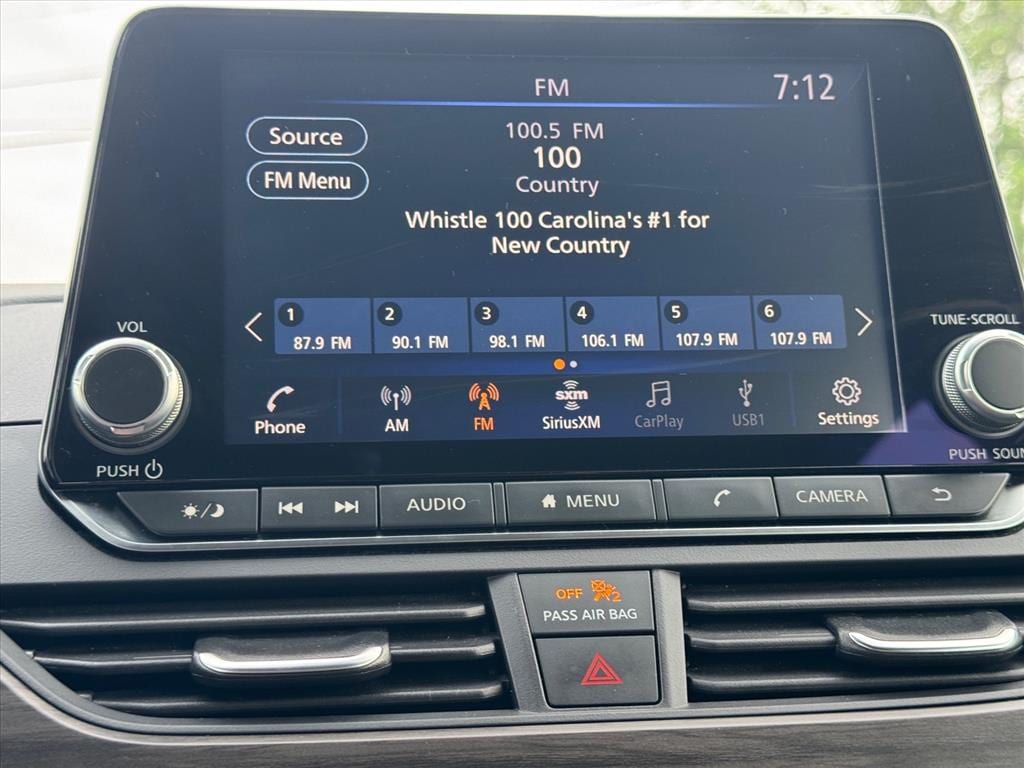 FM
7:12
Source
100.5 FM
100
FM Menu
Country
Whistle 100 Carolina's #1 for
New Country
1
2
3
4
5
6
87.9 FM
90.1 FM
98.1 FM
106.1 FM
107.9 FM
107.9 FM
VOL
TUNE·SCROLL
sxm
Phone
AM
FM
SiriusXM
CarPlay
USB1
Settings
PUSH
PUSH SOUN
AUDIO
MENU
CAMERA
OFF
2
PASS AIR BAG